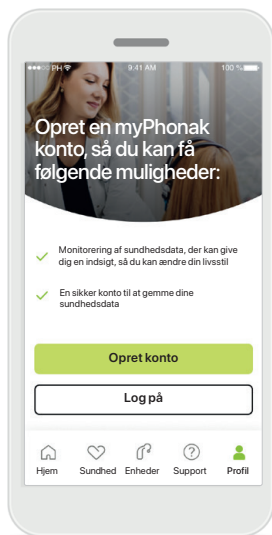 PH
9.41 AM
100 %
Opret en myPhonak
konto, så du kan få
følgende muligheder:
Monitorering af sundhedsdata, der kan give
dig en indsigt, så du kan ændre din livsstil
En sikker konto til at gemme dine
sundhedsdata
Opret konto
Log på
Hjem Sundhed Enheder Support Profil